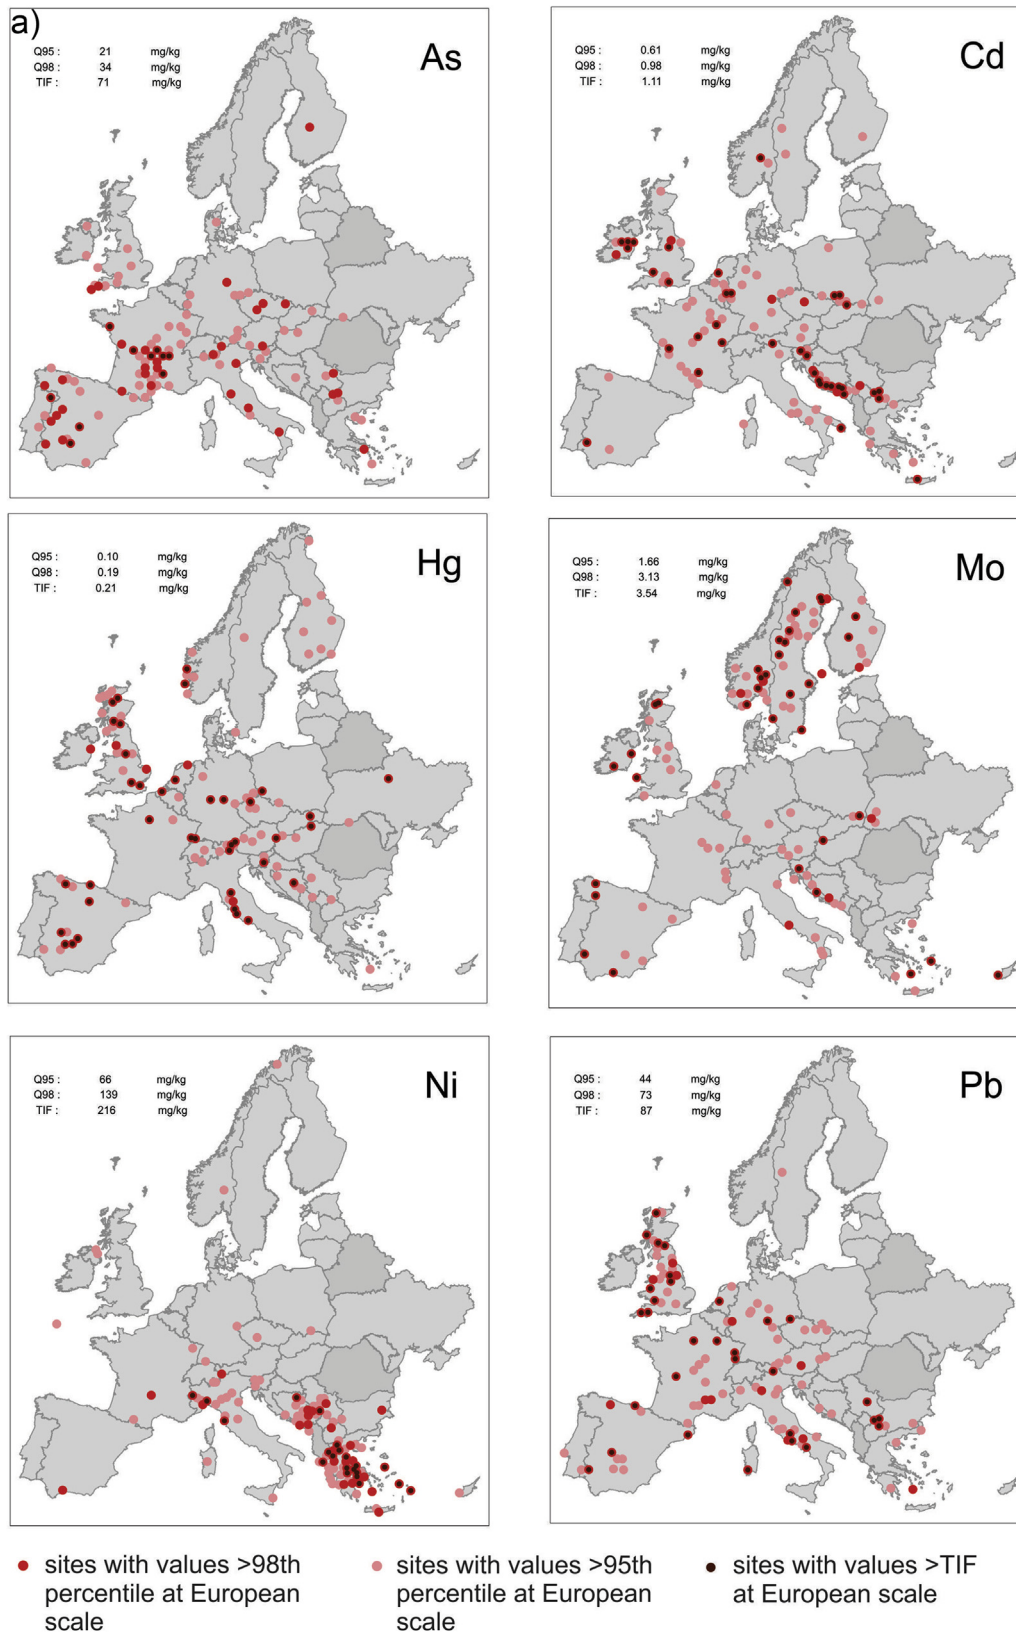 a)
As
Q95 : 21 mg/kg
Q98 : 34 mg/kg
TIF : 71 mg/kg
Cd
Q95 : 0.61 mg/kg
Q98 : 0.98 mg/kg
TIF : 1.11 mg/kg
Hg
Q95 : 0.10 mg/kg
Q98 : 0.19 mg/kg
TIF : 0.21 mg/kg
Mo
Q95 : 1.66 mg/kg
Q98 : 3.13 mg/kg
TIF : 3.54 mg/kg
Ni
Q95 : 66 mg/kg
Q98 : 139 mg/kg
TIF : 216 mg/kg
Pb
Q95 : 44 mg/kg
Q98 : 73 mg/kg
TIF : 87 mg/kg
sites with values >98th
percentile at European
scale
sites with values >95th
percentile at European
scale
sites with values >TIF
at European scale